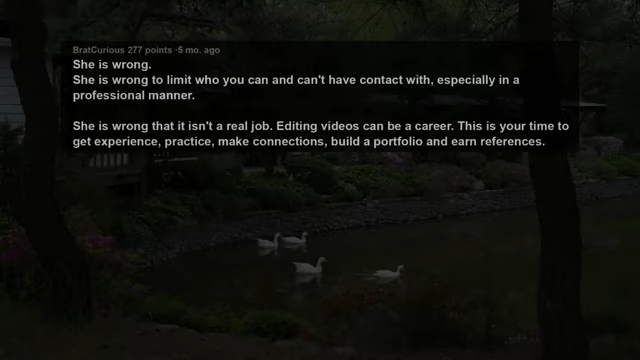 BratCurious 277 points ·5 mo. ago
She is wrong.
She is wrong to limit who you can and can't have contact with, especially in a
professional manner.
She is wrong that it isn't a real job. Editing videos can be a career. This is your time to
get experience, practice, make connections, build a portfolio and earn references.